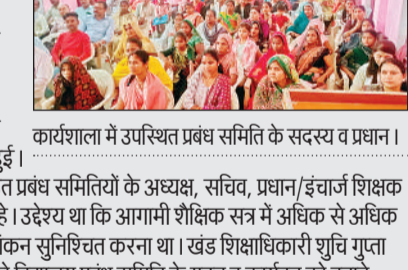 कार्यशाला में उपस्थित प्रबंध समिति के सदस्य व प्रधान।
हुई।
प्रबंध समितियों के अध्यक्ष, सचिव, प्रधान/इंचार्ज शिक्षक
उद्देश्य था कि आगामी शैक्षिक सत्र में अधिक से अधिक
सुनिश्चित करना था। खंड शिक्षाधिकारी शुचि गुप्ता